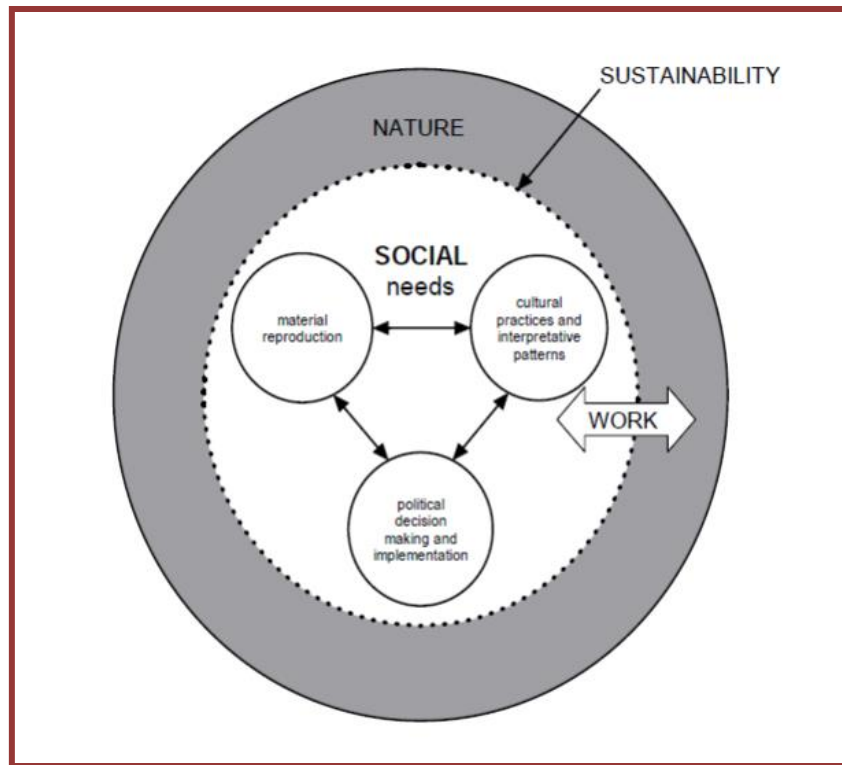 SUSTAINABILITY
NATURE
SOCIAL
needs
material
reproduction
cultural
practices and
interpretative
patterns
WORK
political
decision
making and
implementation